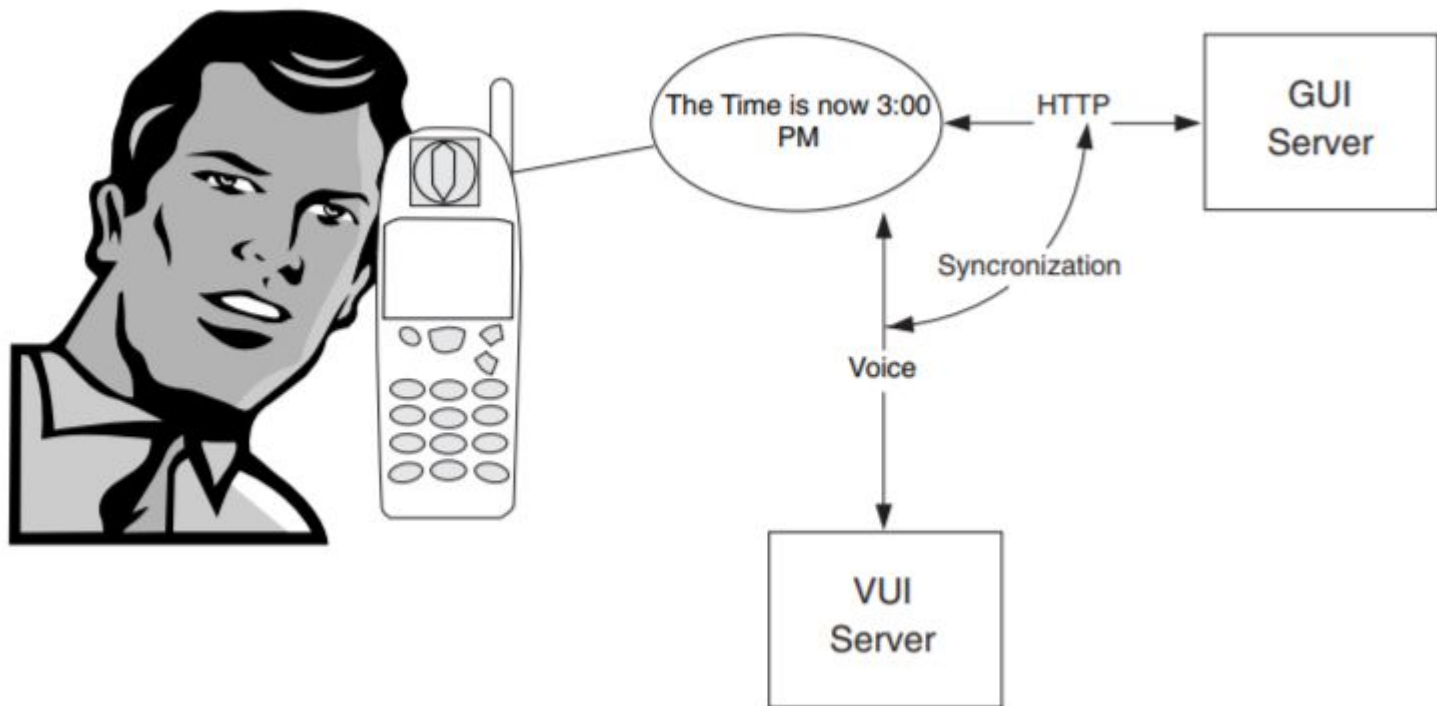 The Time is now 3:00
PM
HTTP
GUI
Server
Syncronization
Voice
VUI
Server